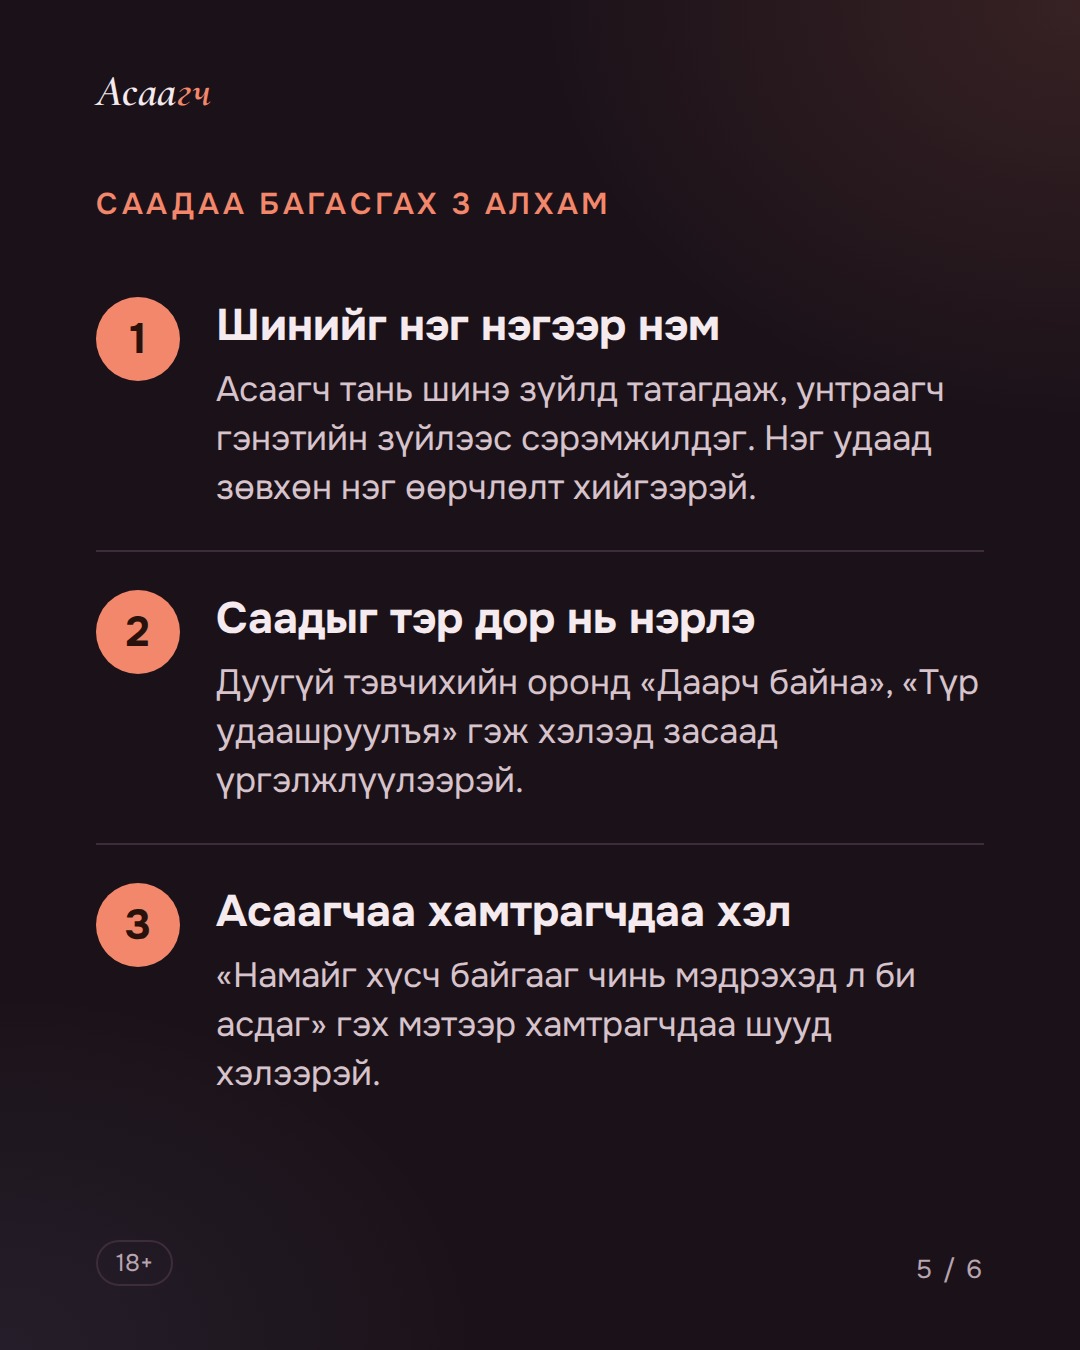 Асаагч
СААДАА БАГАСГАХ 3 АЛХАМ
1
Шинийг нэг нэгээр нэм
Асаагч тань шинэ зүйлд татагдаж, унтраагч
гэнэтийн зүйлээс сэрэмжилдэг. Нэг удаад
зөвхөн нэг өөрчлөлт хийгээрэй.
2
Саадыг тэр дор нь нэрлэ
Дуугүй тэвчихийн оронд «Даарч байна», «Түр
удаашруулъя» гэж хэлээд засаад
үргэлжлүүлээрэй.
3
Асаагчаа хамтрагчдаа хэл
«Намайг хүсч байгааг чинь мэдрэхэд л би
асдаг» гэх мэтээр хамтрагчдаа шууд
хэлээрэй.
18+
5 / 6